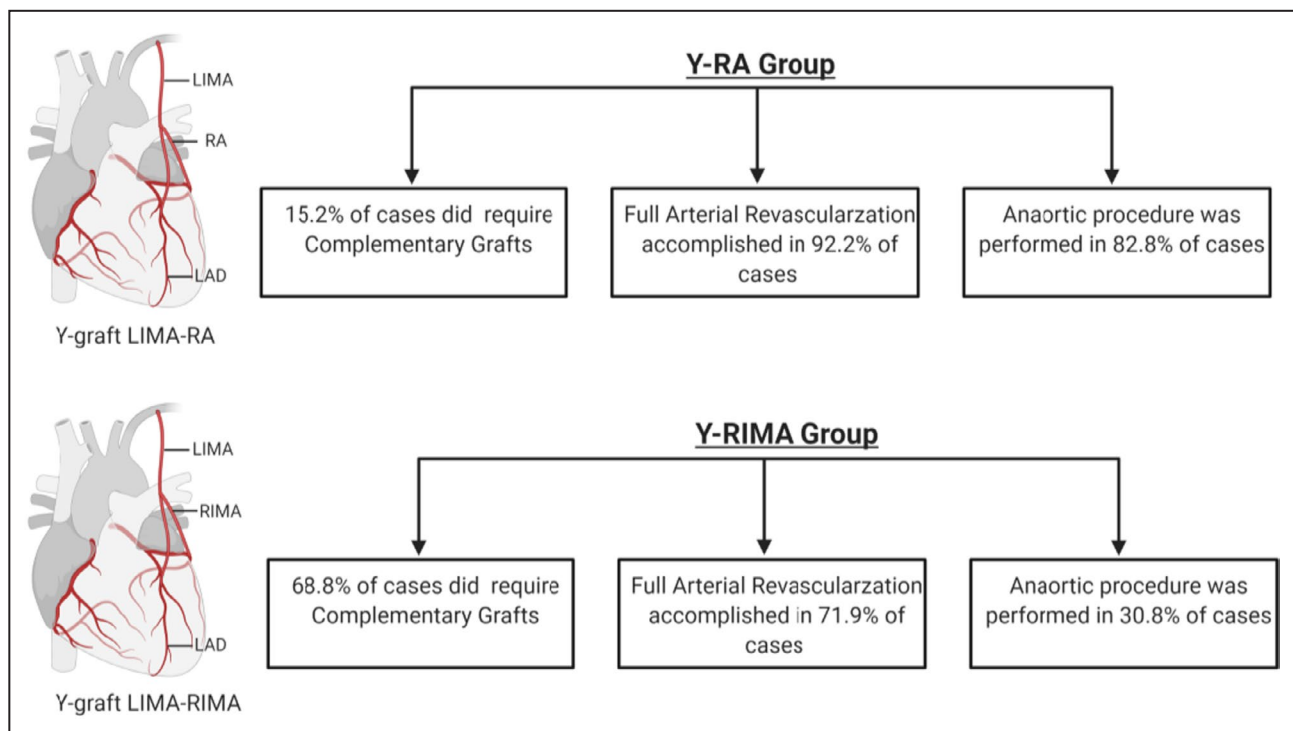 Y-RA Group
LIMA
RA
LAD
Y-graft LIMA-RA
15.2% of cases did require
Complementary Grafts
Full Arterial Revascularzation
accomplished in 92.2% of
cases
Anaortic procedure was
performed in 82.8% of cases
Y-RIMA Group
LIMA
RIMA
LAD
Y-graft LIMA-RIMA
68.8% of cases did require
Complementary Grafts
Full Arterial Revascularzation
accomplished in 71.9% of
cases
Anaortic procedure was
performed in 30.8% of cases